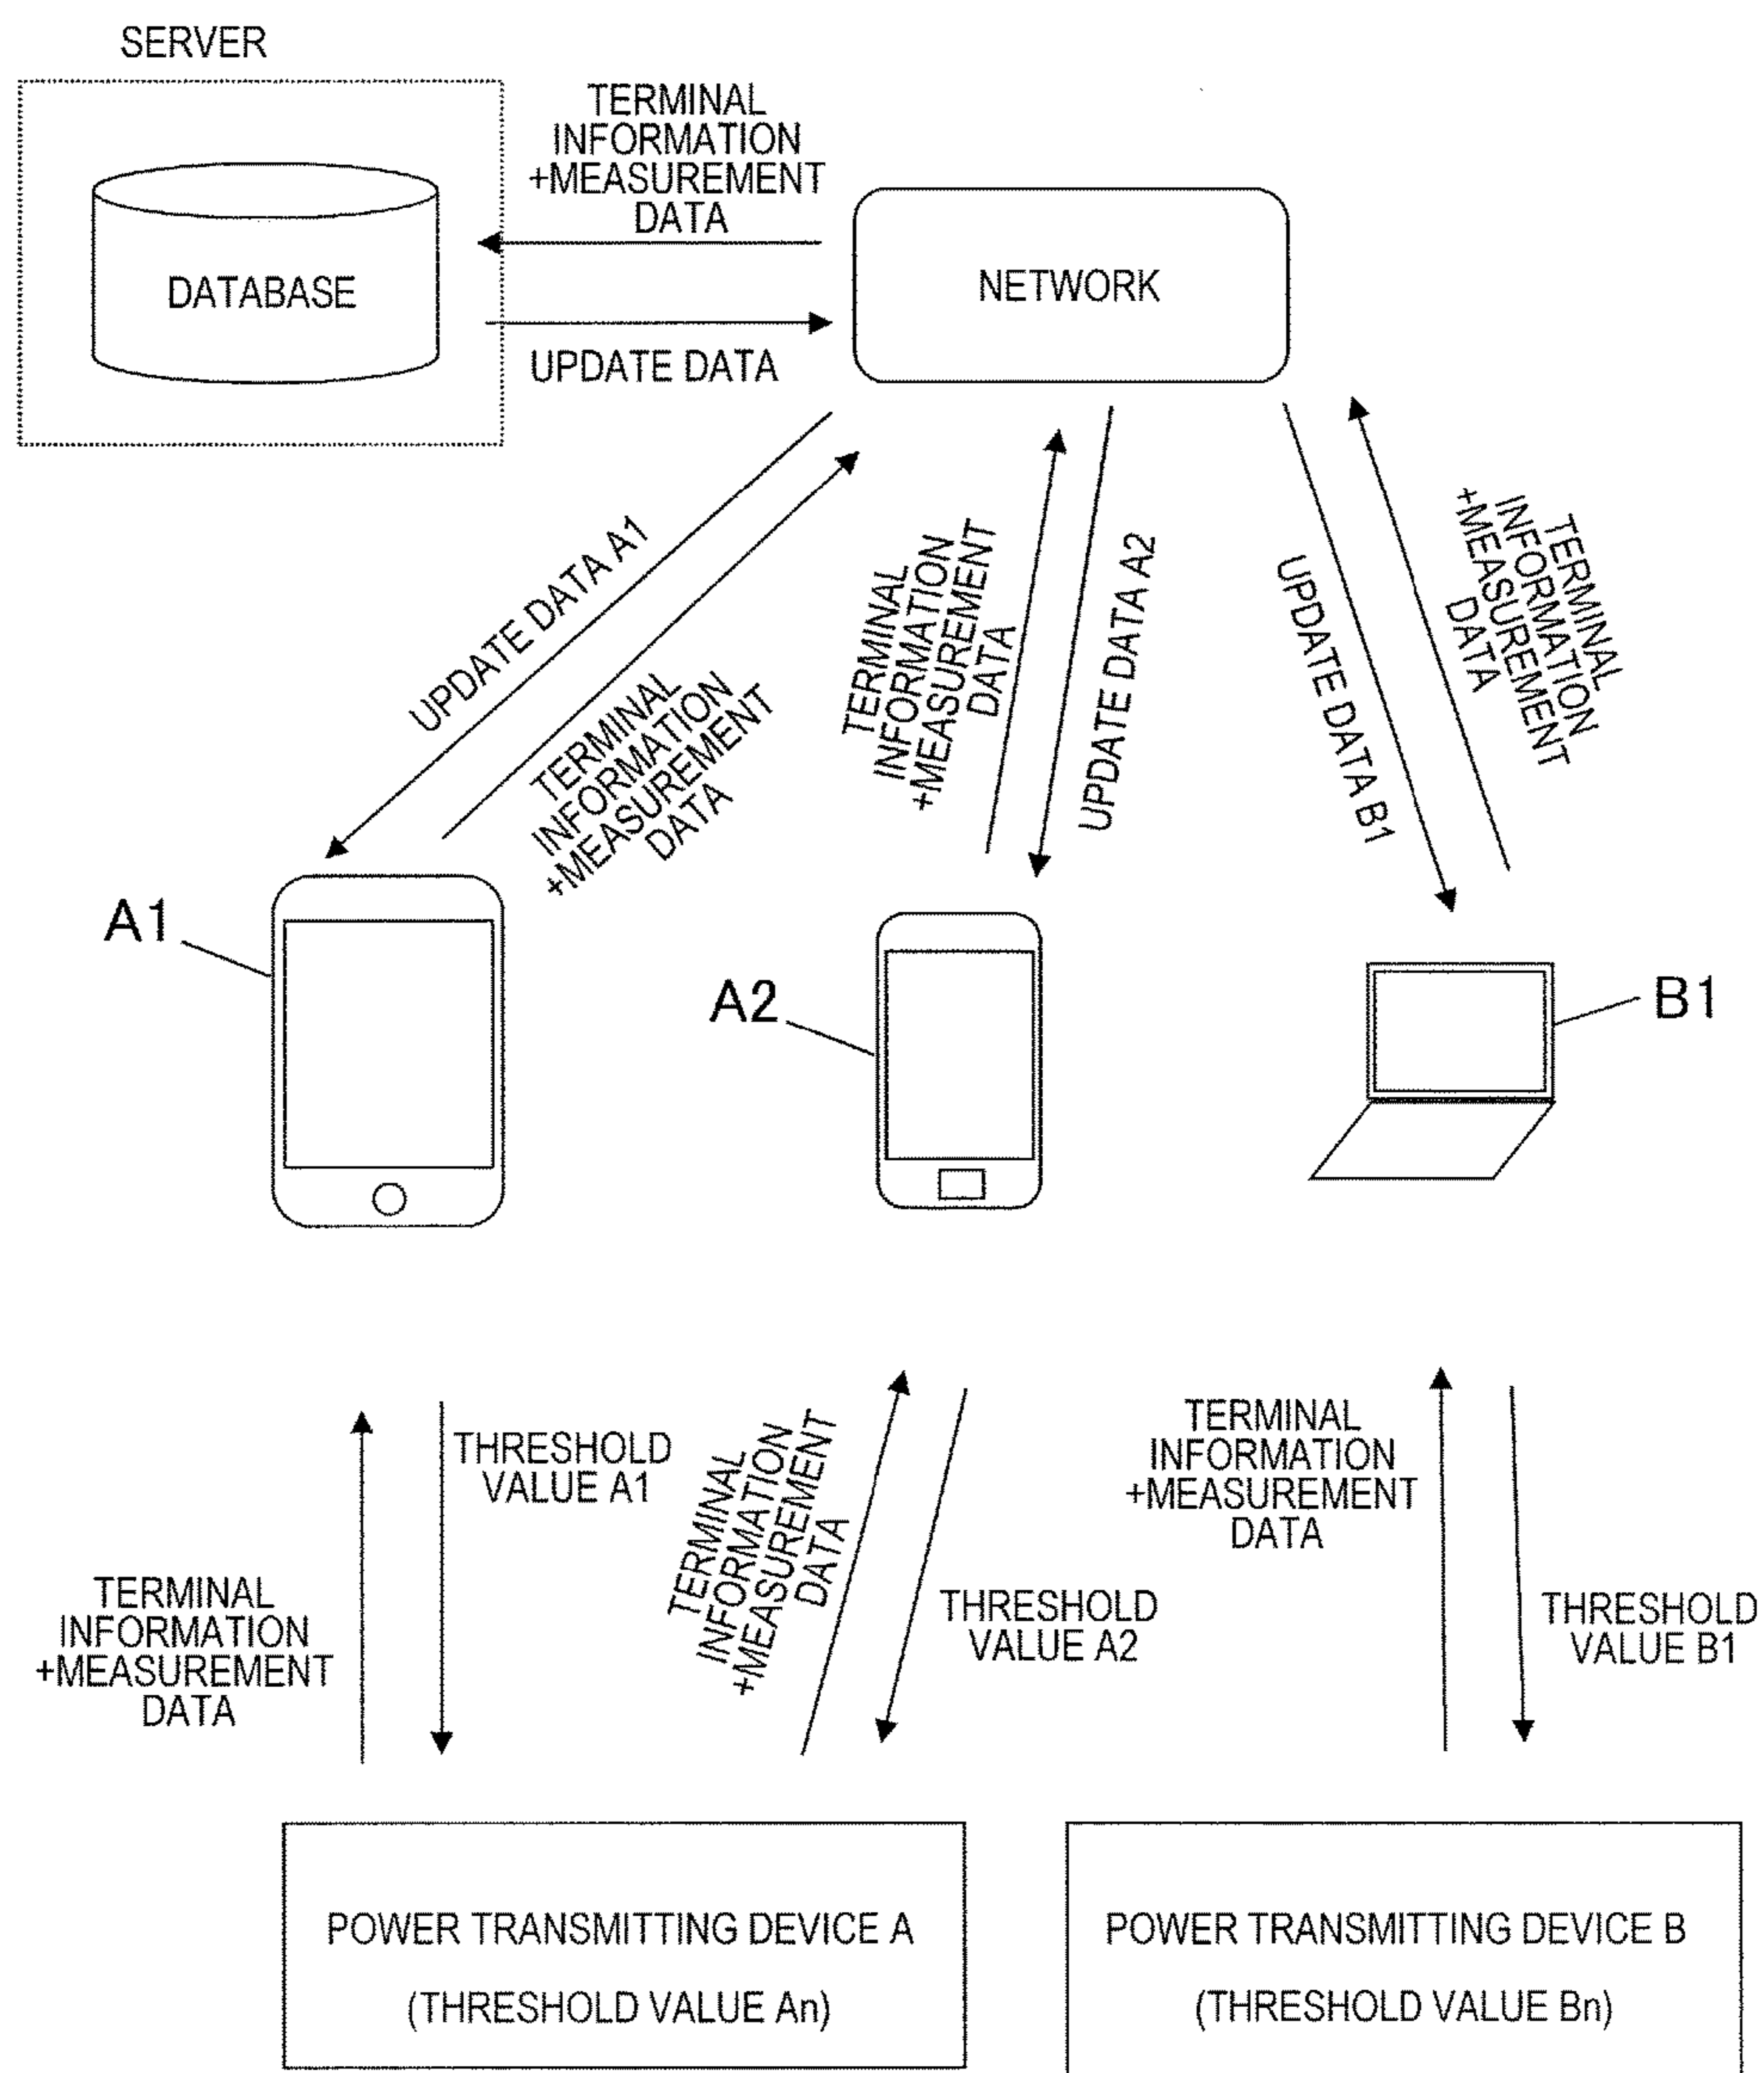 SERVER
TERMINAL
INFORMATION
+MEASUREMENT
DATA
DATABASE
NETWORK
UPDATE DATA
UPDATE DATA A1
TERMINAL
INFORMATION
+MEASUREMENT
DATA
TERMINAL
INFORMATION
+MEASUREMENT
DATA
UPDATE DATA A2
UPDATE DATA B1
TERMINAL
INFORMATION
+MEASUREMENT
DATA
A1
A2
B1
TERMINAL
INFORMATION
+MEASUREMENT
DATA
THRESHOLD
VALUE A1
TERMINAL
INFORMATION
+MEASUREMENT
DATA
THRESHOLD
VALUE A2
TERMINAL
INFORMATION
+MEASUREMENT
DATA
THRESHOLD
VALUE B1
POWER TRANSMITTING DEVICE A
(THRESHOLD VALUE An)
POWER TRANSMITTING DEVICE B
(THRESHOLD VALUE Bn)